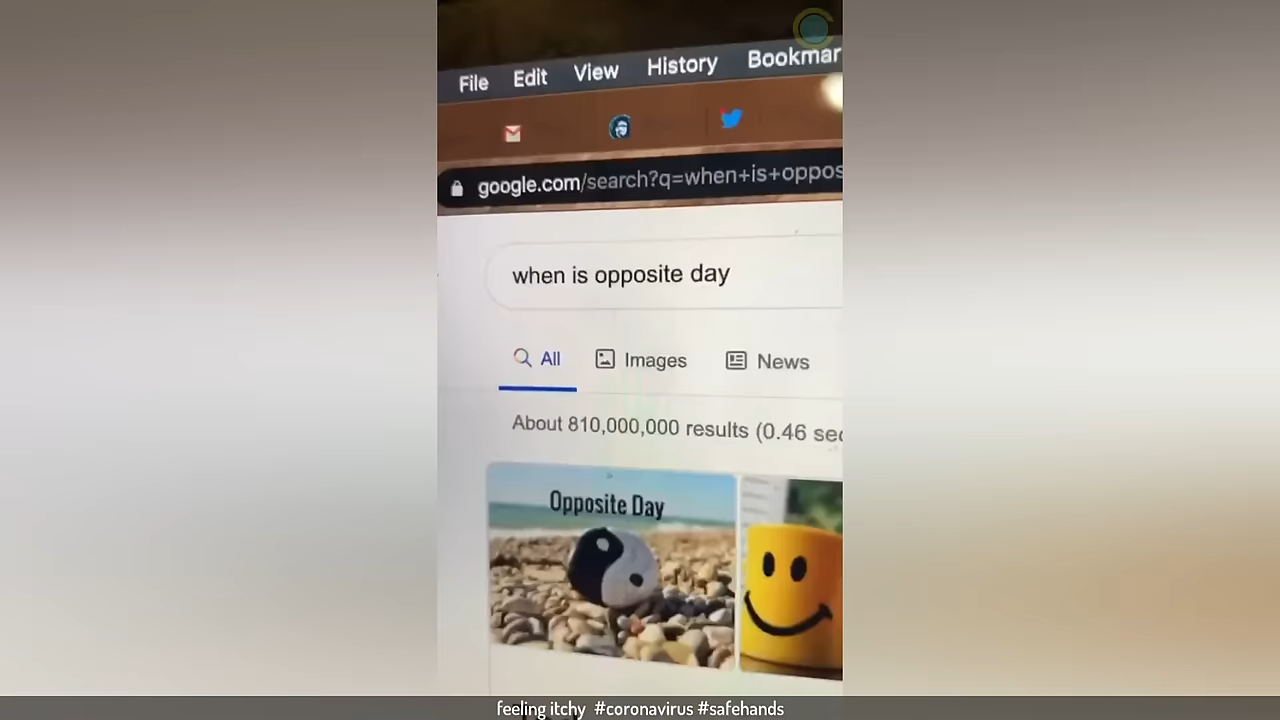 File Edit View History Bookmar
google.com/search?q=when+is+oppos
when is opposite day
All Images News
About 810,000,000 results (0.46 sec
Opposite Day
feeling itchy #coronavirus #safehands